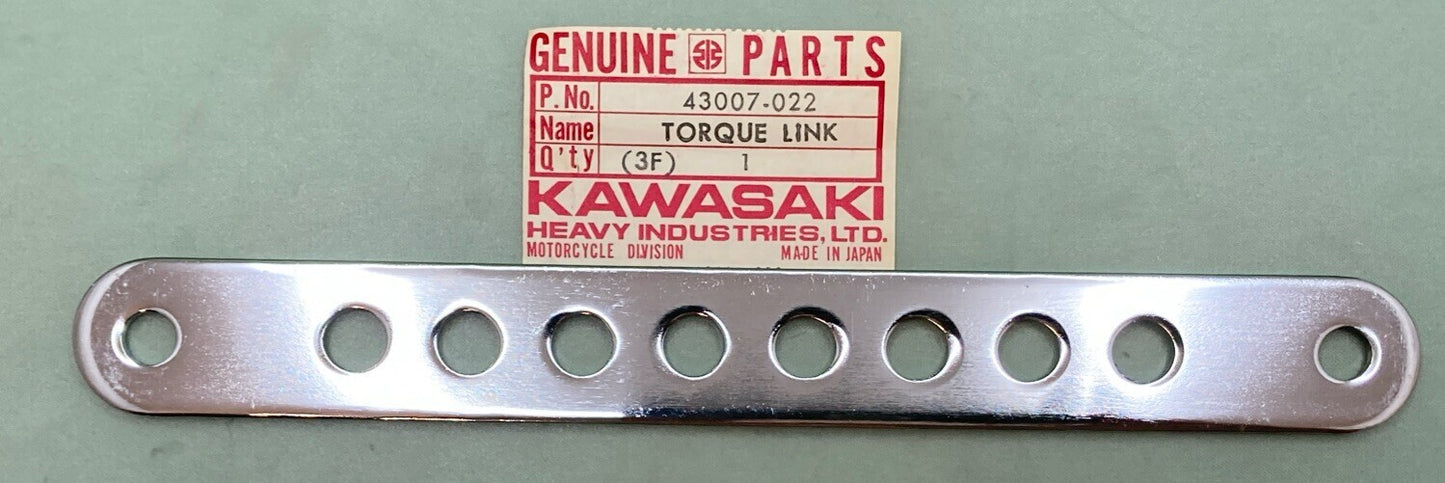 GENUINE PARTS
P.No. 43007-022
Name TORQUE LINK
Q'ty (3F) 1
KAWASAKI
HEAVY INDUSTRIES, LTD.
MOTORCYCLE DIVISION MADE IN JAPAN